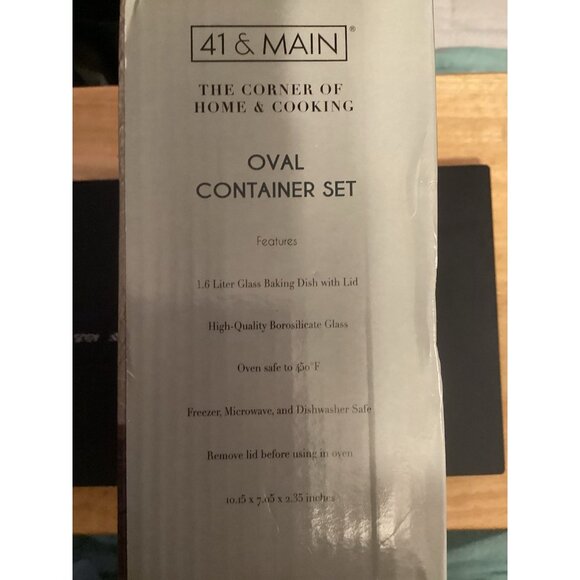 41 & MAIN®
THE CORNER OF
HOME & COOKING
OVAL
CONTAINER SET
Features
1.6 Liter Glass Baking Dish with Lid
High-Quality Borosilicate Glass
Oven safe to 450°F
Freezer, Microwave, and Dishwasher Safe
Remove lid before using in oven
10.15 x 7.05 x 2.35 inches